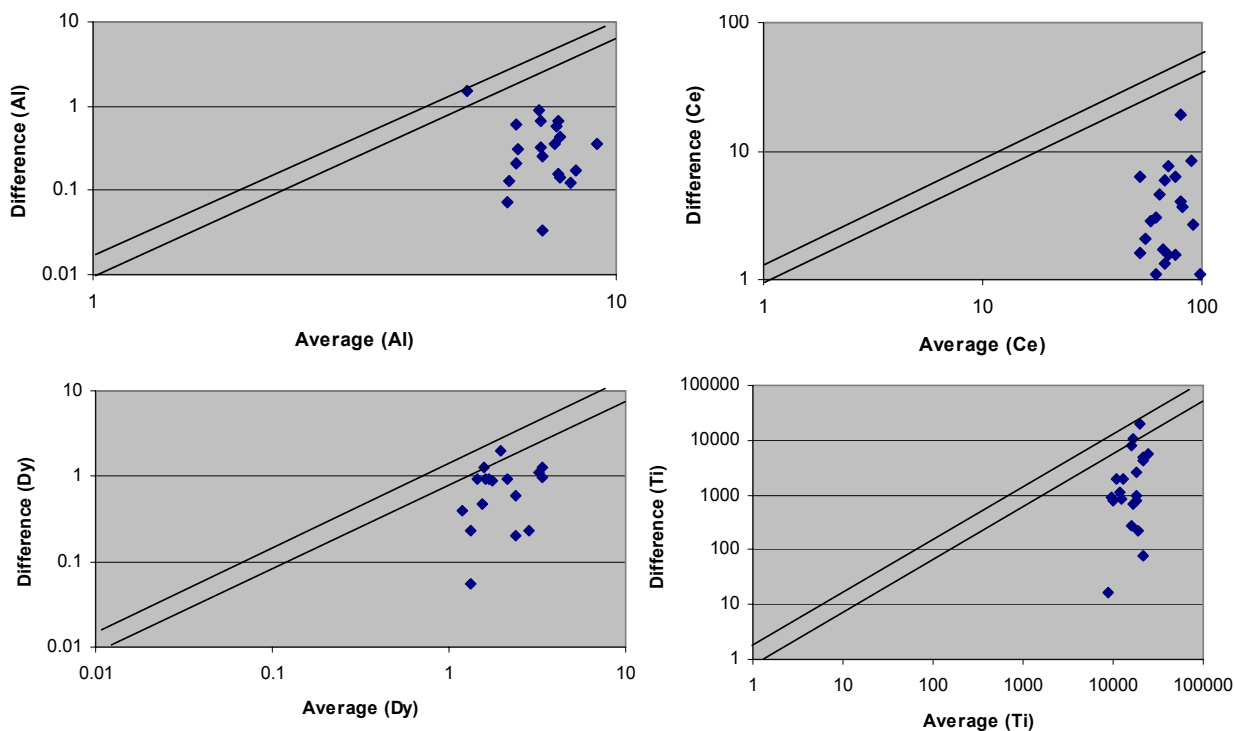 10
1
0.1
0.01
1 10
Difference (Al)
Average (Al)
100
10
1
1 10 100
Difference (Ce)
Average (Ce)
10
1
0.1
0.01
0.01 0.1 1 10
Difference (Dy)
Average (Dy)
100000
10000
1000
100
10
1
1 10 100 1000 10000 100000
Difference (Ti)
Average (Ti)